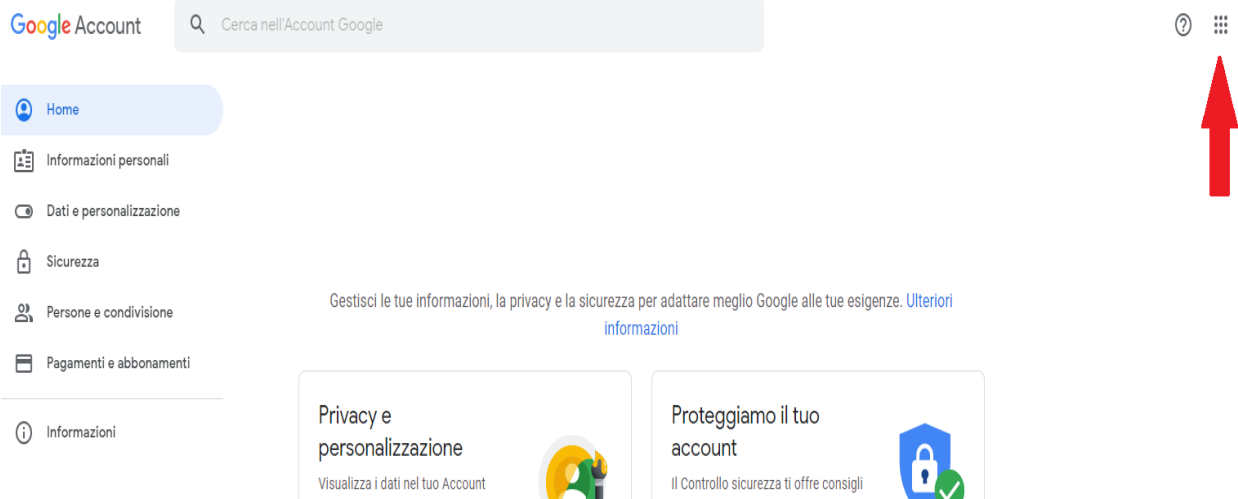 Google Account
Cerca nell'Account Google
Home
Informazioni personali
Dati e personalizzazione
Sicurezza
Persone e condivisione
Pagamenti e abbonamenti
Informazioni
Gestisci le tue informazioni, la privacy e la sicurezza per adattare meglio Google alle tue esigenze. Ulteriori
informazioni
Privacy e
personalizzazione
Visualizza i dati nel tuo Account
Proteggiamo il tuo
account
Il Controllo sicurezza ti offre consigli